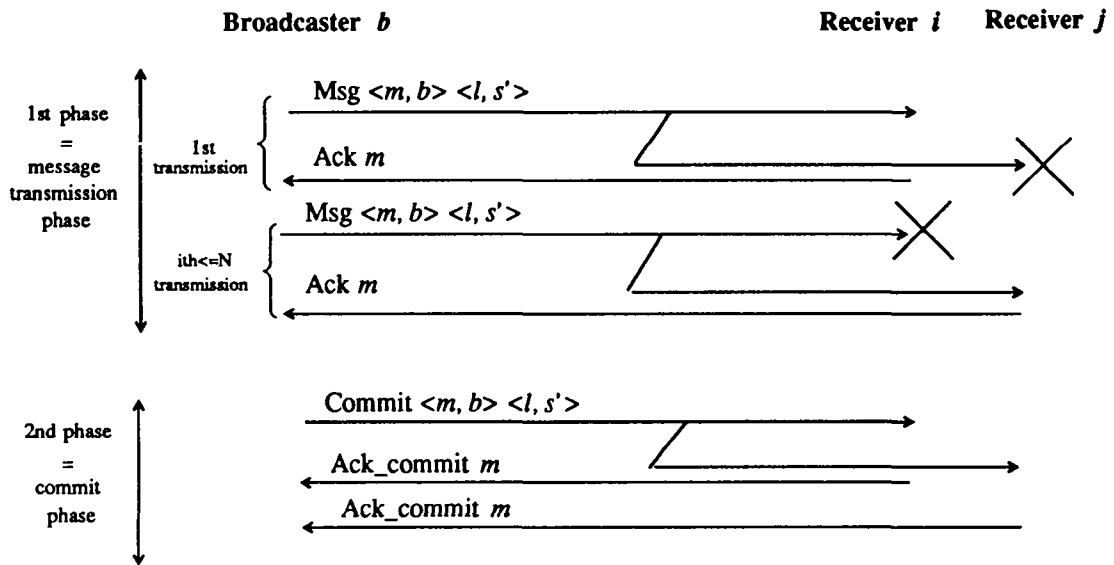 Broadcaster b Receiver i Receiver j
Msg <m, b> <l, s'>
1st phase
=
message
transmission
phase
1st
transmission
Ack m
Msg <m, b> <l, s'>
ith<=N
transmission
Ack m
Commit <m, b> <l, s'>
2nd phase
=
commit
phase
Ack_commit m
Ack_commit m